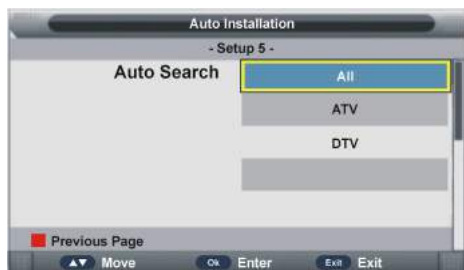 Auto Installation
- Setup 5 -
Auto Search
All
ATV
DTV
Previous Page
▲▼ Move Ok Enter Exit Exit